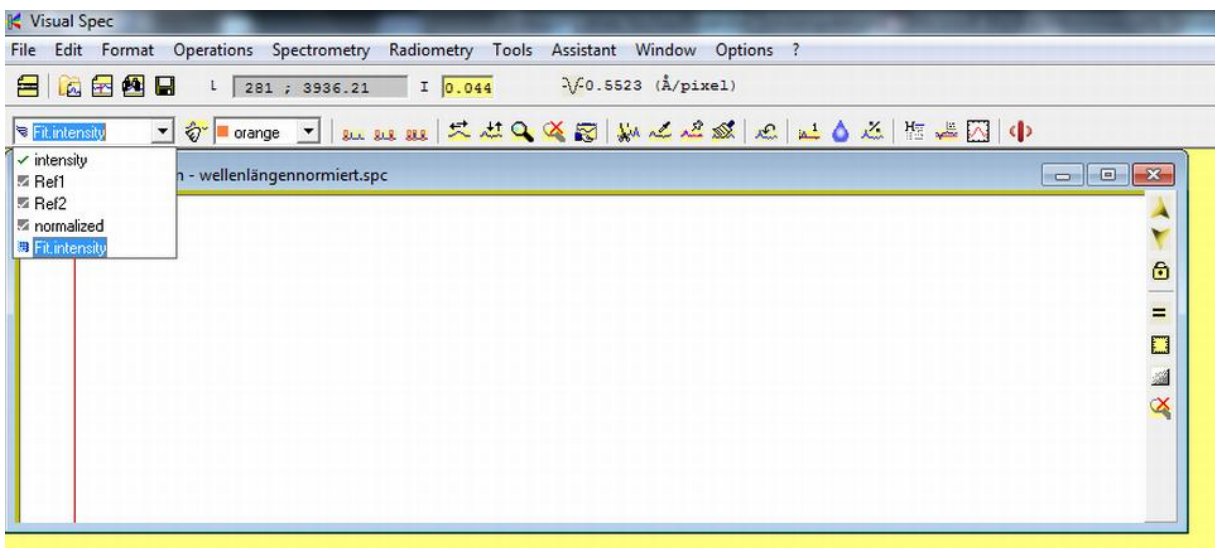 Visual Spec
File Edit Format Operations Spectrometry Radiometry Tools Assistant Window Options ?
L 281 ; 3936.21 I 0.044 0.5523 (Å/pixel)
Fit.intensity orange
intensity
Ref1
Ref2
normalized
Fit.intensity
n - wellenlängennormiert.spc